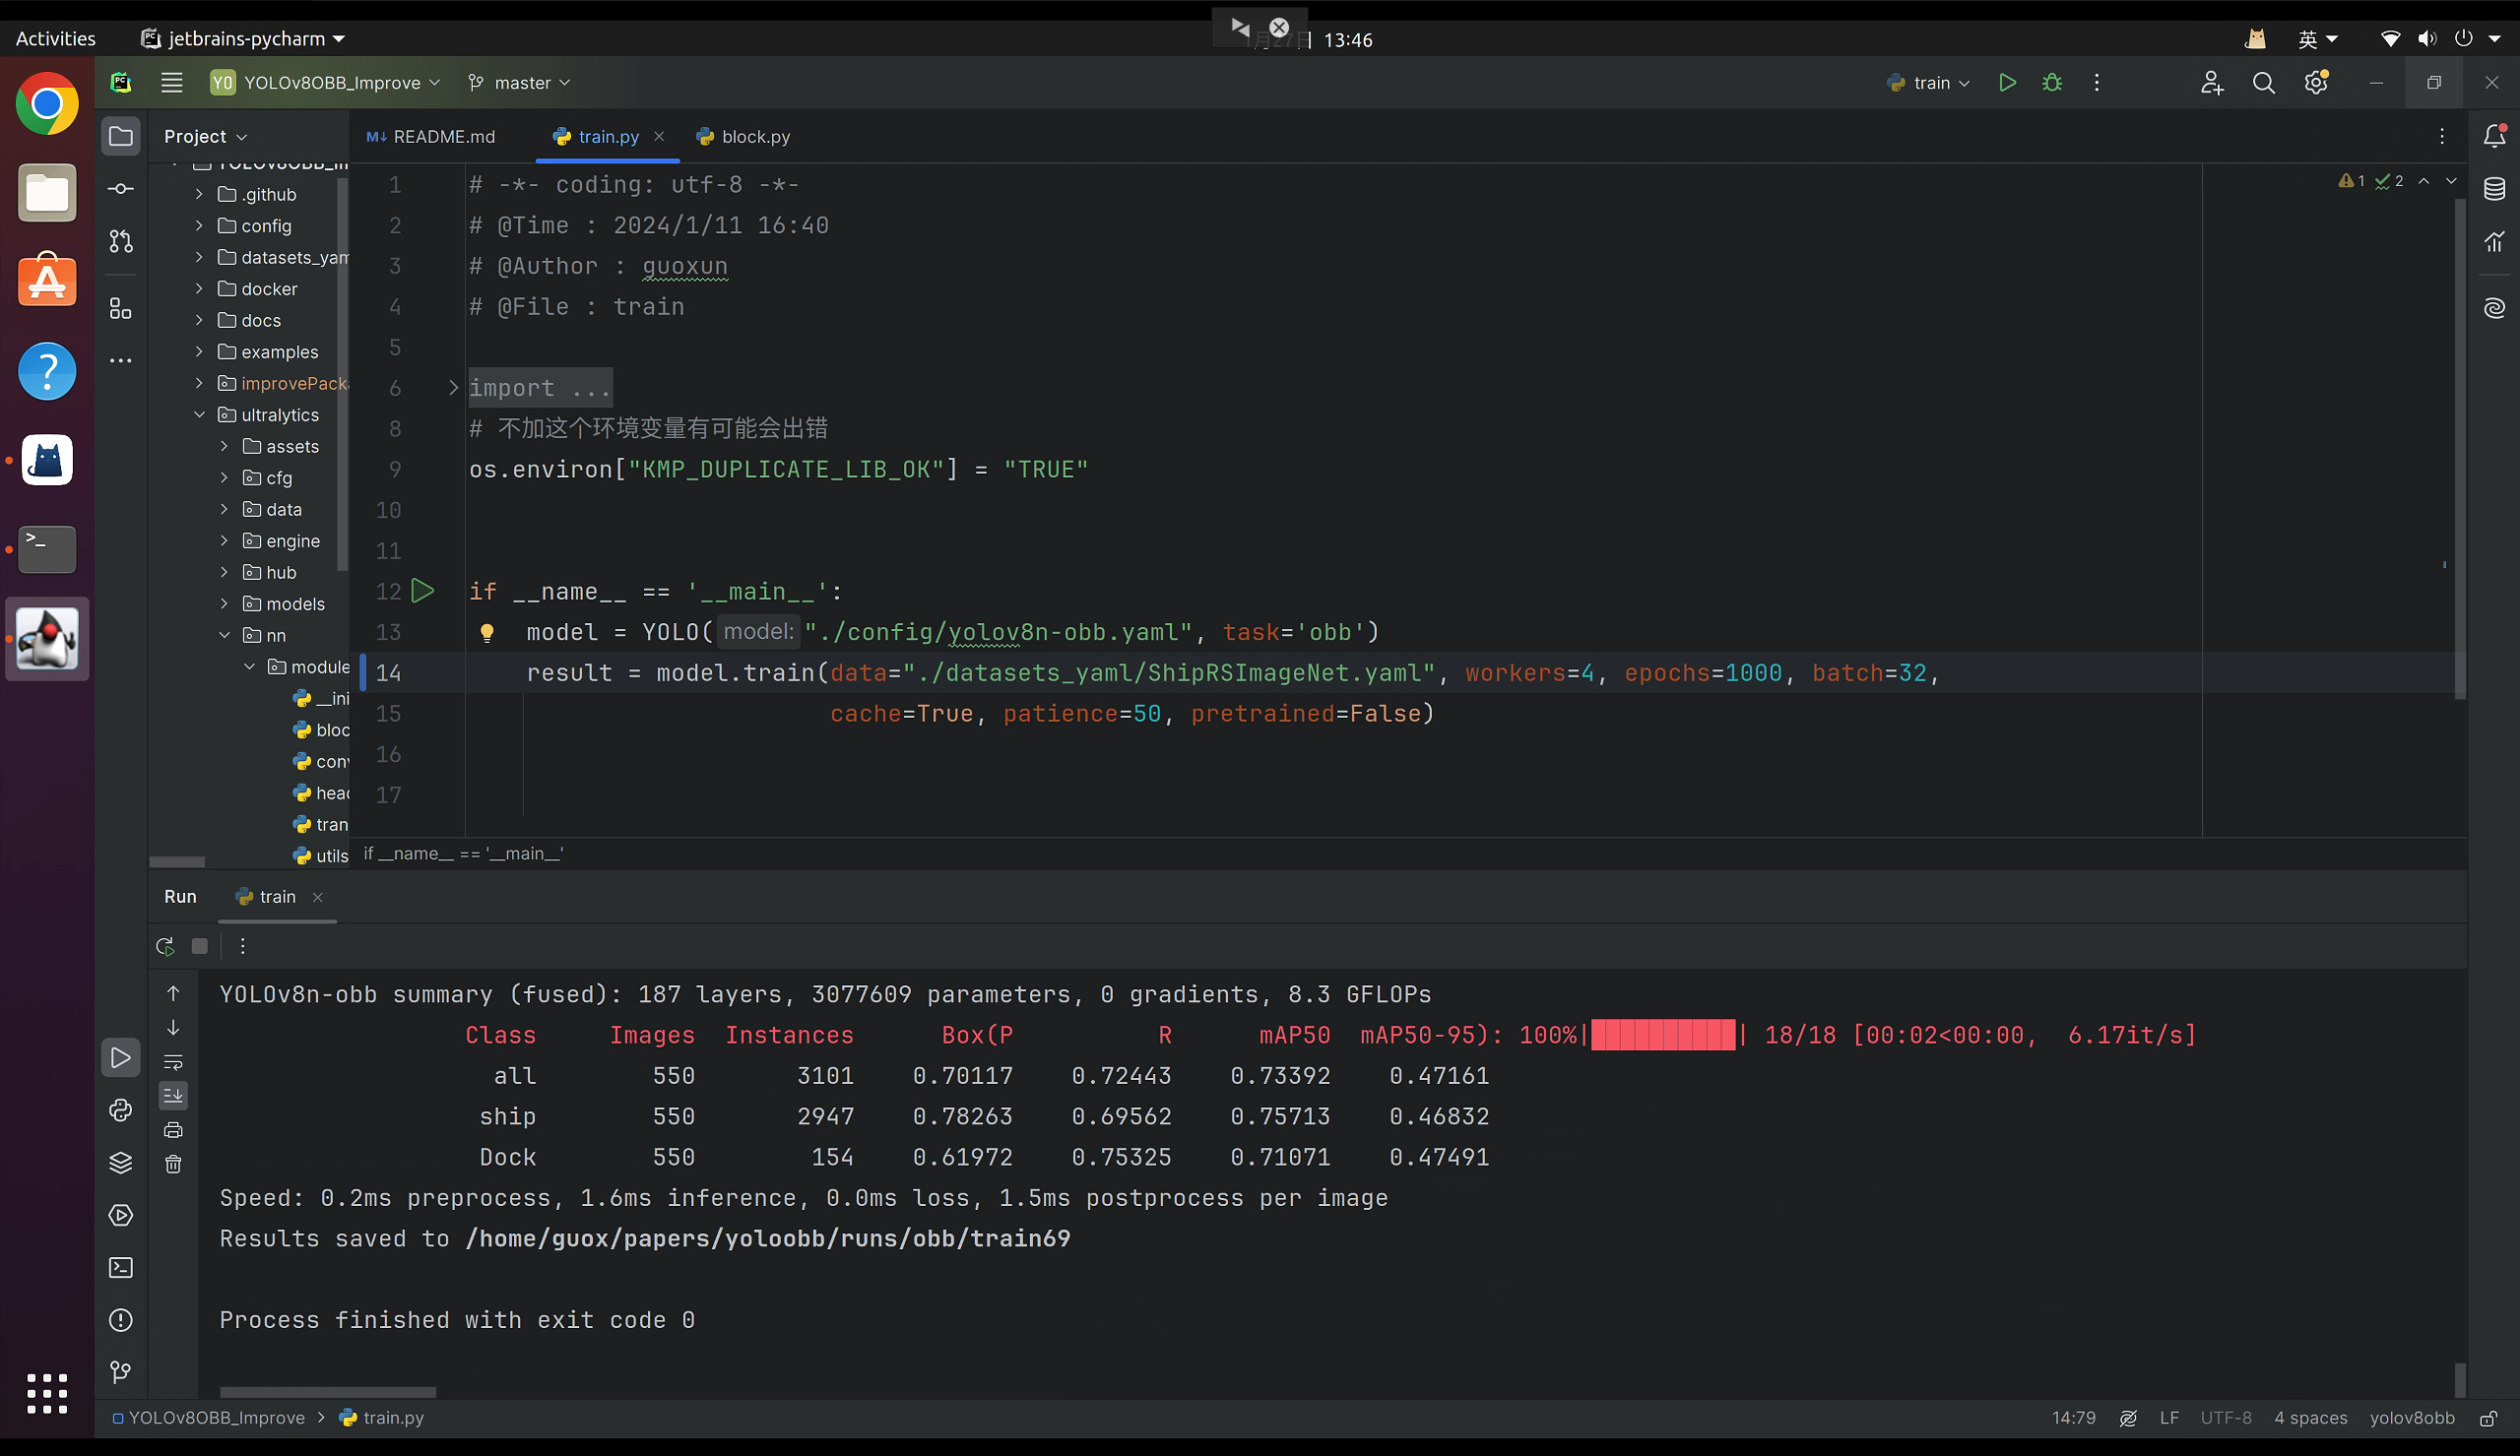 Activities
jetbrains-pycharm
13:46
英
YO YOLOv8OBB_Improve
master
train
Project
M↓ README.md
train.py
block.py
.github
config
datasets_yam
docker
docs
examples
improvePack
ultralytics
assets
cfg
data
engine
hub
models
nn
module
__ini
bloc
conv
head
tran
utils
1 2
1 # -*- coding: utf-8 -*-
2 # @Time : 2024/1/11 16:40
3 # @Author : guoxun
4 # @File : train
5
6 import ...
8 # 不加这个环境变量有可能会出错
9 os.environ["KMP_DUPLICATE_LIB_OK"] = "TRUE"
10
11
12 if __name__ == '__main__':
13 model = YOLO( model: "./config/yolov8n-obb.yaml", task='obb')
14 result = model.train(data="./datasets_yaml/ShipRSImageNet.yaml", workers=4, epochs=1000, batch=32,
15 cache=True, patience=50, pretrained=False)
16
17
if __name__ == '__main__'
Run
train
YOLOv8n-obb summary (fused): 187 layers, 3077609 parameters, 0 gradients, 8.3 GFLOPs
Class Images Instances Box(P R mAP50 mAP50-95): 100%|██████████| 18/18 [00:02<00:00, 6.17it/s]
all 550 3101 0.70117 0.72443 0.73392 0.47161
ship 550 2947 0.78263 0.69562 0.75713 0.46832
Dock 550 154 0.61972 0.75325 0.71071 0.47491
Speed: 0.2ms preprocess, 1.6ms inference, 0.0ms loss, 1.5ms postprocess per image
Results saved to /home/guox/papers/yoloobb/runs/obb/train69
Process finished with exit code 0
YOLOv8OBB_Improve
train.py
14:79
LF
UTF-8
4 spaces
yolov8obb